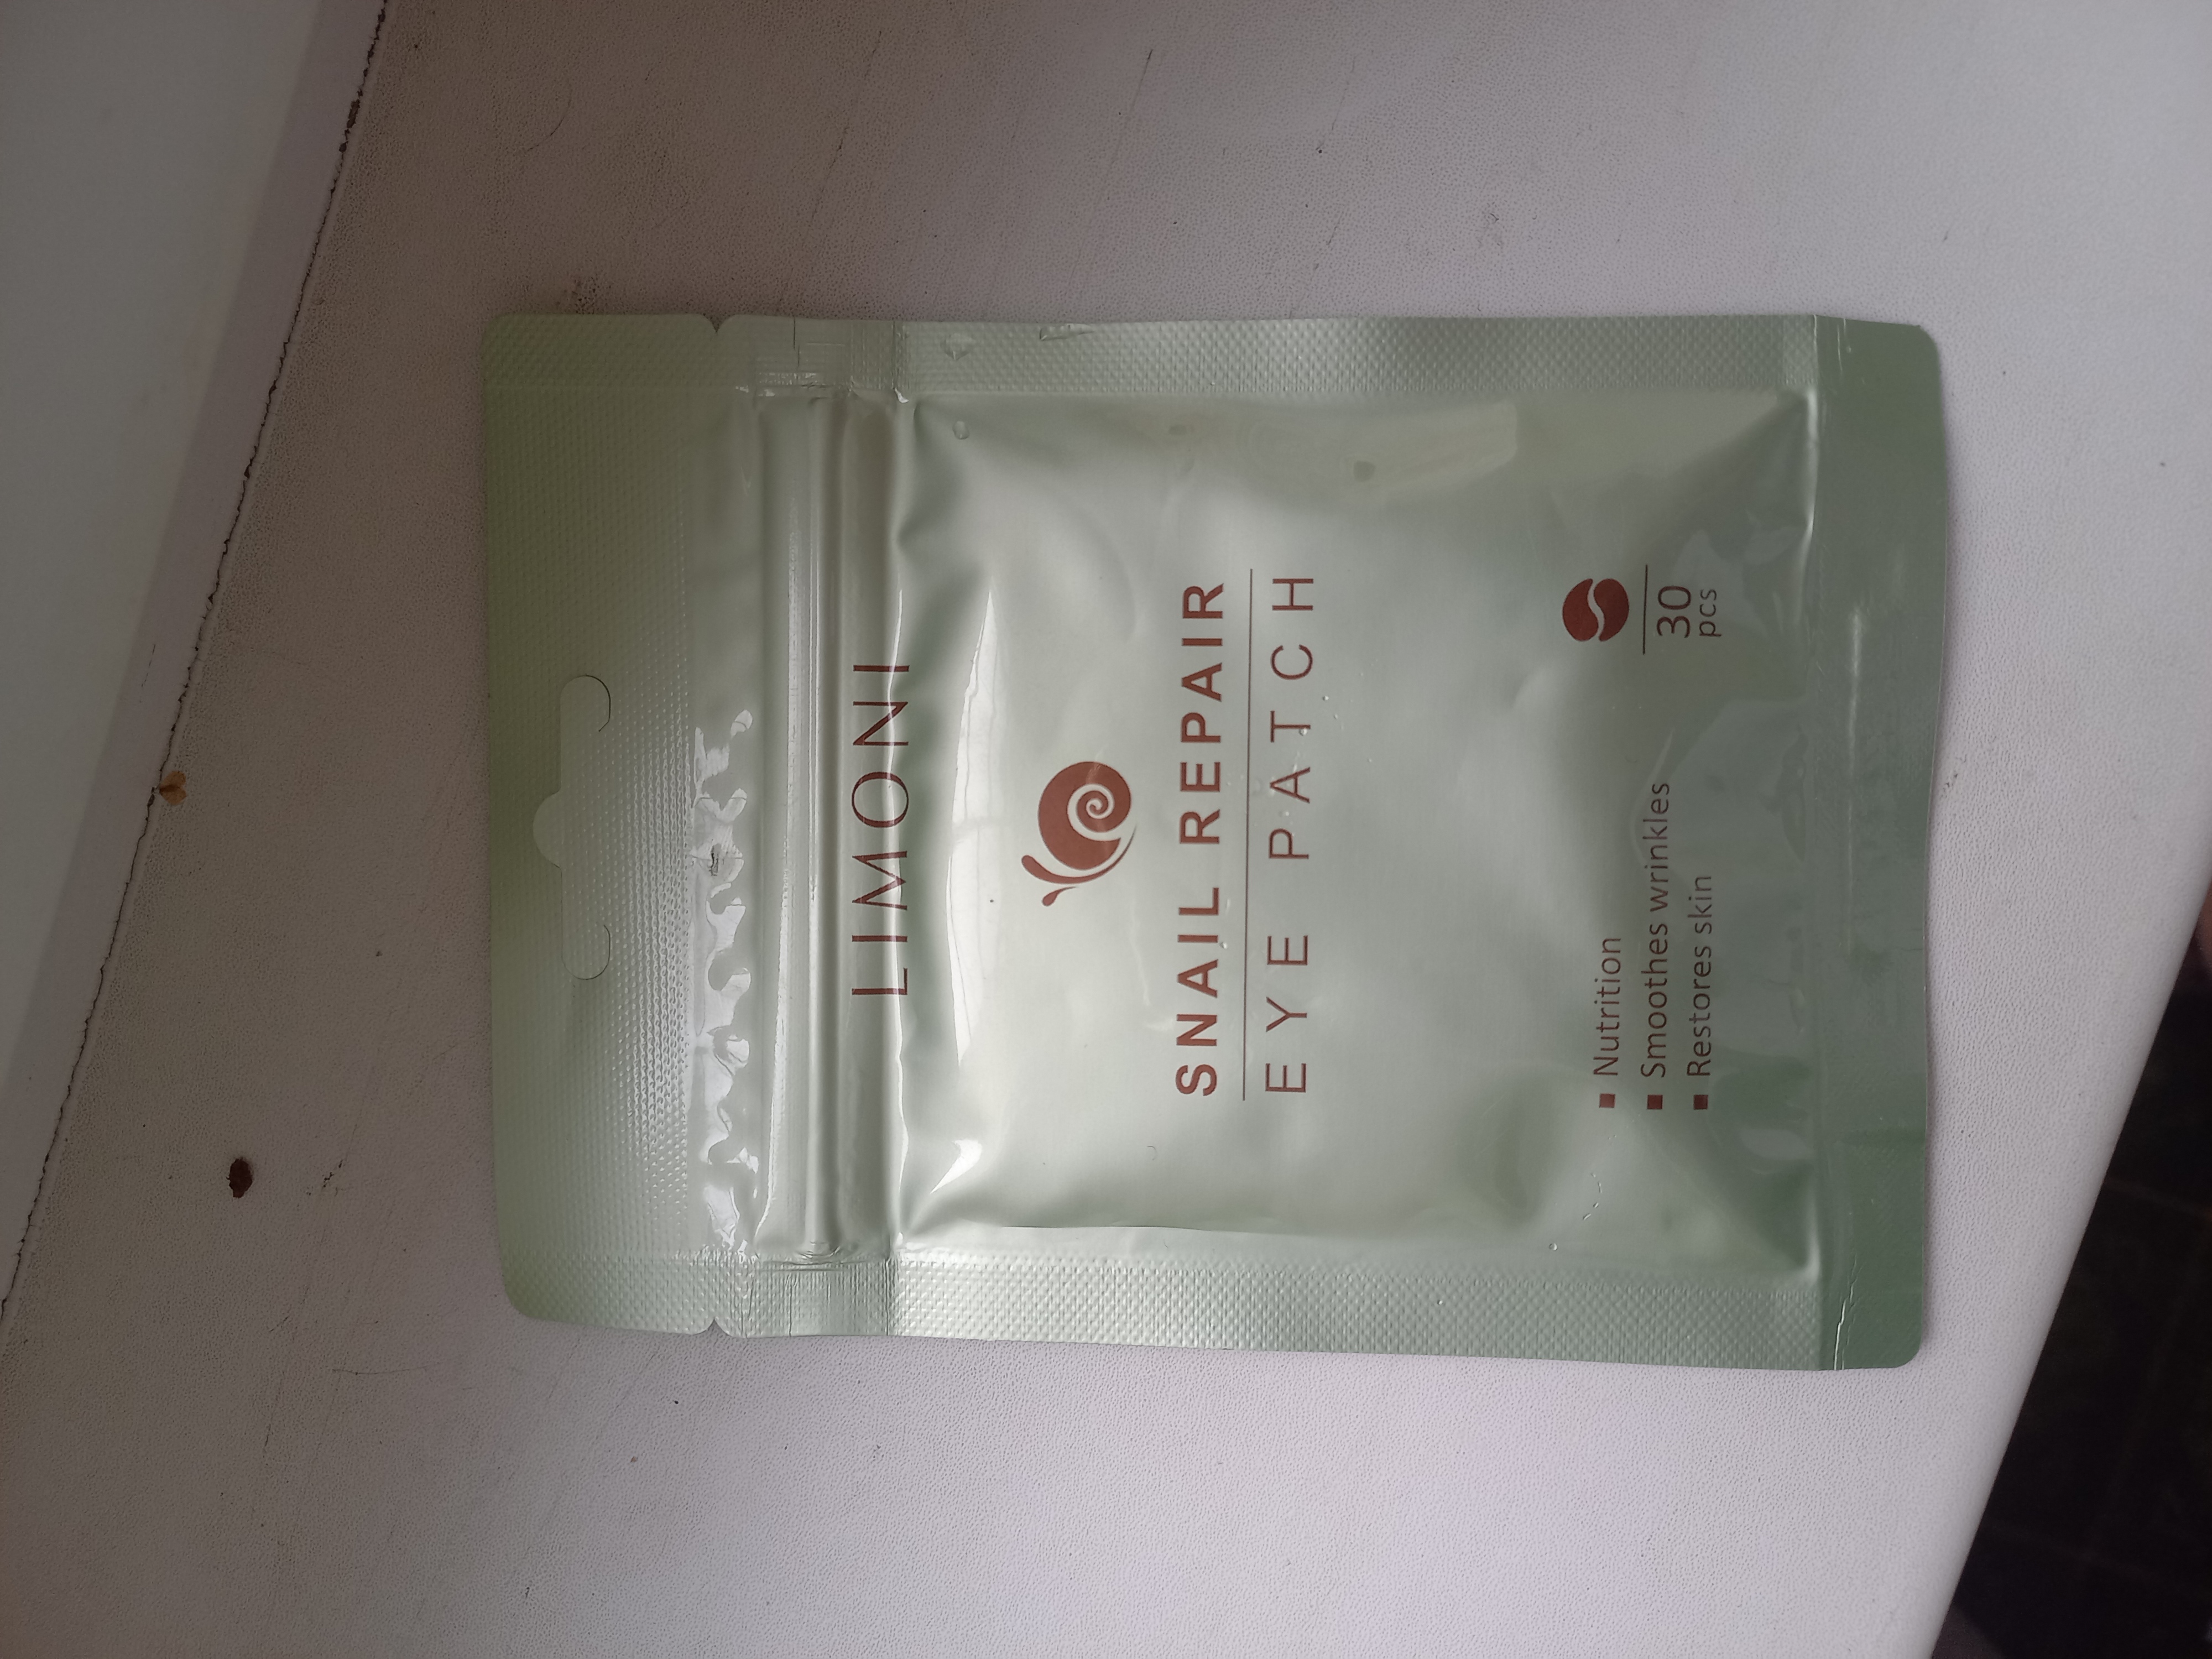 LIMONI
SNAIL REPAIR
EYE PATCH
▪ Nutrition
▪ Smoothes wrinkles
▪ Restores skin
30
pcs